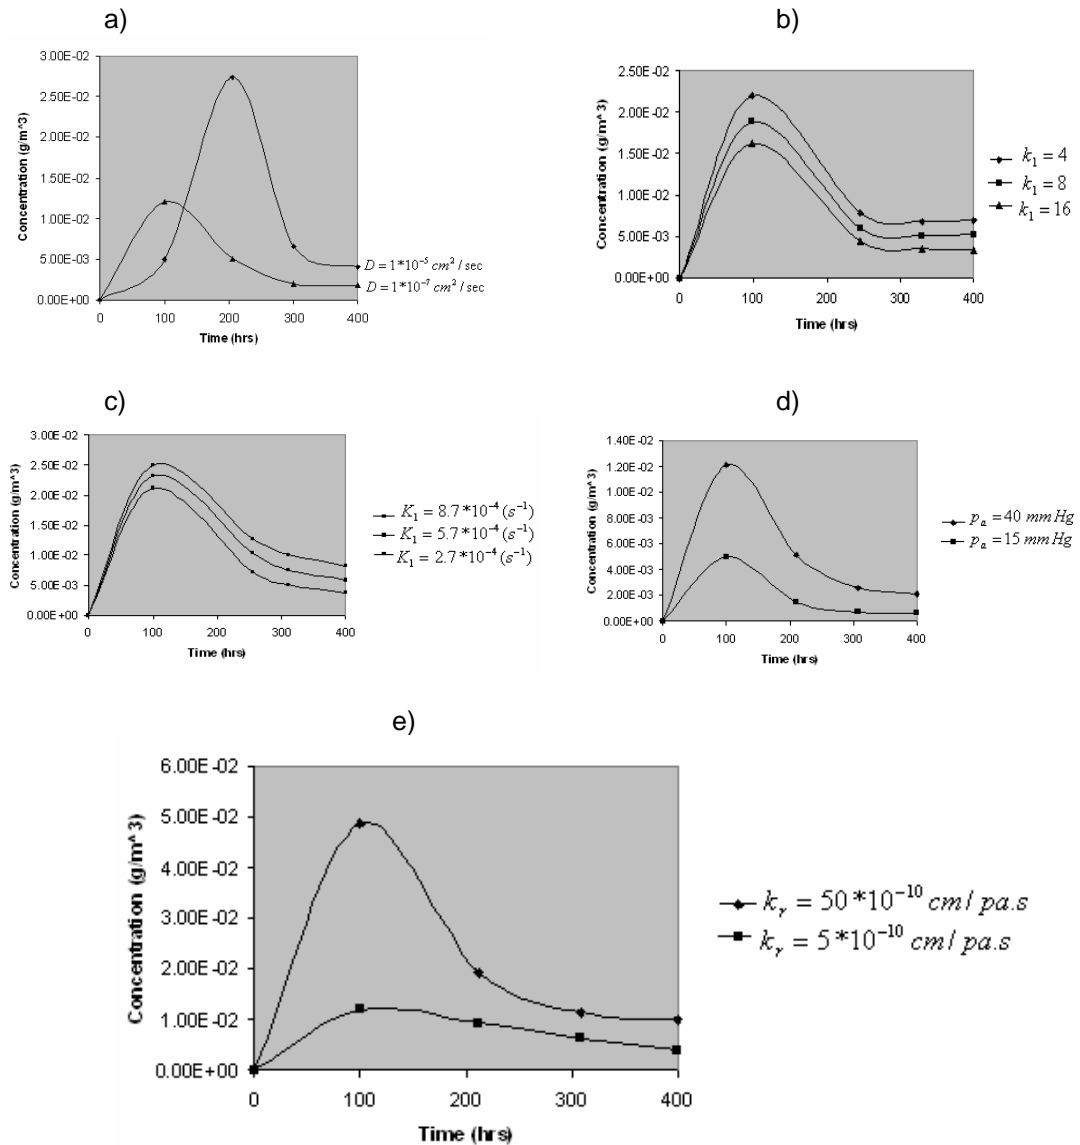 a)
3.00E-02
2.50E-02
2.00E-02
1.50E-02
1.00E-02
5.00E-03
0.00E+00
Concentration (g/m^3)
0 100 200 300 400
Time (hrs)
D = 1*10⁻⁵ cm² / sec
D = 1*10⁻⁷ cm² / sec
b)
2.50E-02
2.00E-02
1.50E-02
1.00E-02
5.00E-03
0.00E+00
Concentration (g/m^3)
0 100 200 300 400
Time (hrs)
k₁ = 4
k₁ = 8
k₁ = 16
c)
3.00E-02
2.50E-02
2.00E-02
1.50E-02
1.00E-02
5.00E-03
0.00E+00
Concentration (g/m^3)
0 100 200 300 400
Time (hrs)
K₁ = 8.7*10⁻⁴ (s⁻¹)
K₁ = 5.7*10⁻⁴ (s⁻¹)
K₁ = 2.7*10⁻⁴ (s⁻¹)
d)
1.40E-02
1.20E-02
1.00E-02
8.00E-03
6.00E-03
4.00E-03
2.00E-03
0.00E+00
Concentration (g/m^3)
0 100 200 300 400
Time (hrs)
pₐ = 40 mmHg
pₐ = 15 mmHg
e)
6.00E-02
5.00E-02
4.00E-02
3.00E-02
2.00E-02
1.00E-02
0.00E+00
Concentration (g/m^3)
0 100 200 300 400
Time (hrs)
kᵧ = 50*10⁻¹⁰ cm/ pa.s
kᵧ = 5*10⁻¹⁰ cm/ pa.s